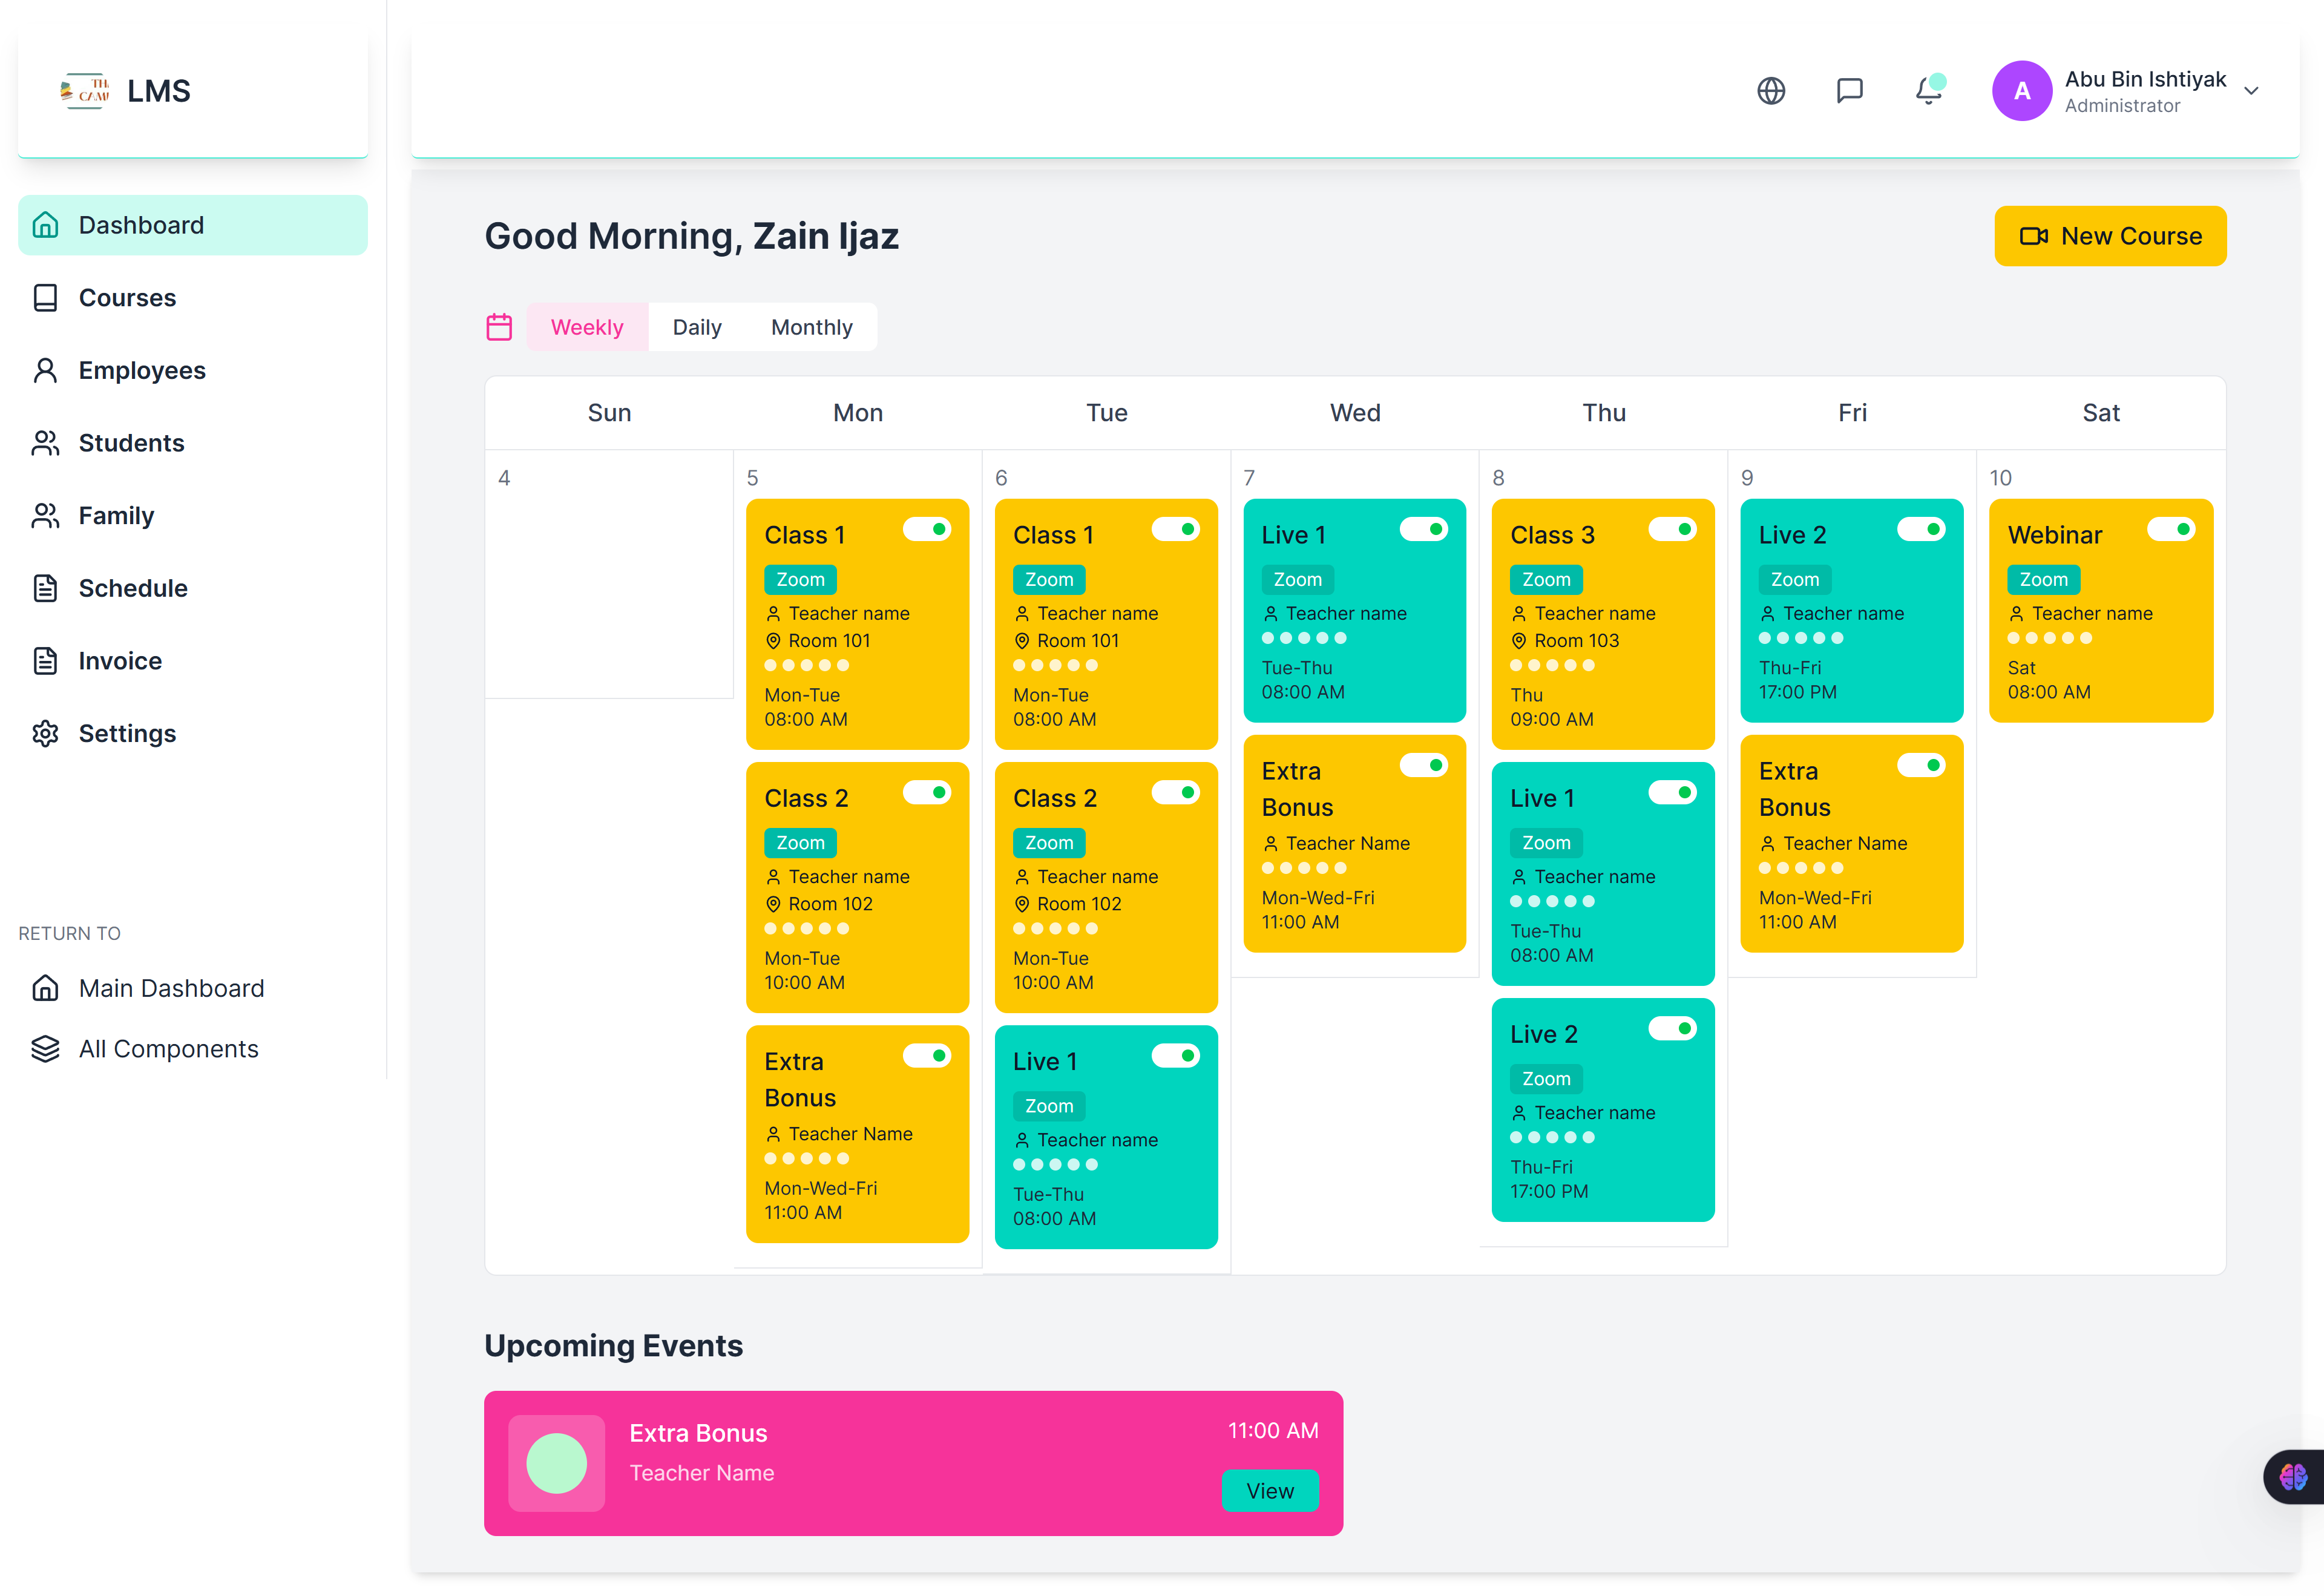 TH
CAM
LMS
Abu Bin Ishtiyak
Administrator
A
Dashboard
Courses
Employees
Students
Family
Schedule
Invoice
Settings
RETURN TO
Main Dashboard
All Components
Good Morning, Zain Ijaz
New Course
Weekly
Daily
Monthly
Sun
Mon
Tue
Wed
Thu
Fri
Sat
4
5
Class 1
Zoom
Teacher name
Room 101
Mon-Tue
08:00 AM
Class 2
Zoom
Teacher name
Room 102
Mon-Tue
10:00 AM
Extra
Bonus
Teacher Name
Mon-Wed-Fri
11:00 AM
6
Class 1
Zoom
Teacher name
Room 101
Mon-Tue
08:00 AM
Class 2
Zoom
Teacher name
Room 102
Mon-Tue
10:00 AM
Live 1
Zoom
Teacher name
Tue-Thu
08:00 AM
7
Live 1
Zoom
Teacher name
Tue-Thu
08:00 AM
Extra
Bonus
Teacher Name
Mon-Wed-Fri
11:00 AM
8
Class 3
Zoom
Teacher name
Room 103
Thu
09:00 AM
Live 1
Zoom
Teacher name
Tue-Thu
08:00 AM
Live 2
Zoom
Teacher name
Thu-Fri
17:00 PM
9
Live 2
Zoom
Teacher name
Thu-Fri
17:00 PM
Extra
Bonus
Teacher Name
Mon-Wed-Fri
11:00 AM
10
Webinar
Zoom
Teacher name
Sat
08:00 AM
Upcoming Events
Extra Bonus
Teacher Name
11:00 AM
View